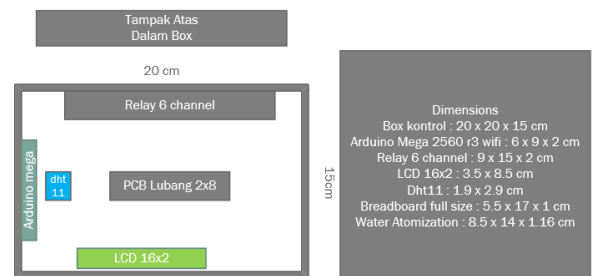 Tampak Atas
Dalam Box
20 cm
Relay 6 channel
Arduino mega
dht
11
PCB Lubang 2x8
LCD 16x2
15cm
Dimensions
Box kontrol : 20 x 20 x 15 cm
Arduino Mega 2560 r3 wifi : 6 x 9 x 2 cm
Relay 6 channel : 9 x 15 x 2 cm
LCD 16x2 : 3.5 x 8.5 cm
Dht11 : 1.9 x 2.9 cm
Breadboard full size : 5.5 x 17 x 1 cm
Water Atomization : 8.5 x 14 x 1.16 cm